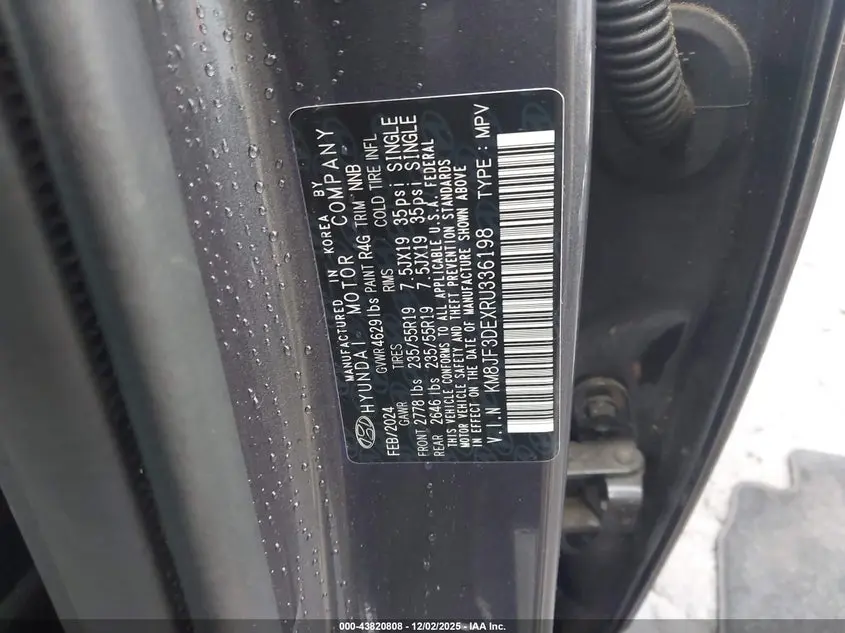 MANUFACTURED IN KOREA BY
HYUNDAI MOTOR COMPANY
FEB/2024 GVWR 4629 lbs PAINT R4G TRIM NNB
GAWR TIRES RIMS COLD TIRE INFL
FRONT 2778 lbs 235/55R19 7.5JX19 35psi SINGLE
REAR 2646 lbs 235/55R19 7.5JX19 35psi SINGLE
THIS VEHICLE CONFORMS TO ALL APPLICABLE U.S.A. FEDERAL
MOTOR VEHICLE SAFETY AND THEFT PREVENTION STANDARDS
IN EFFECT ON THE DATE OF MANUFACTURE SHOWN ABOVE
V.I.N KM8JF3DEXRU336198 TYPE : MPV
000-43820808 - 12/02/2025 - IAA Inc.